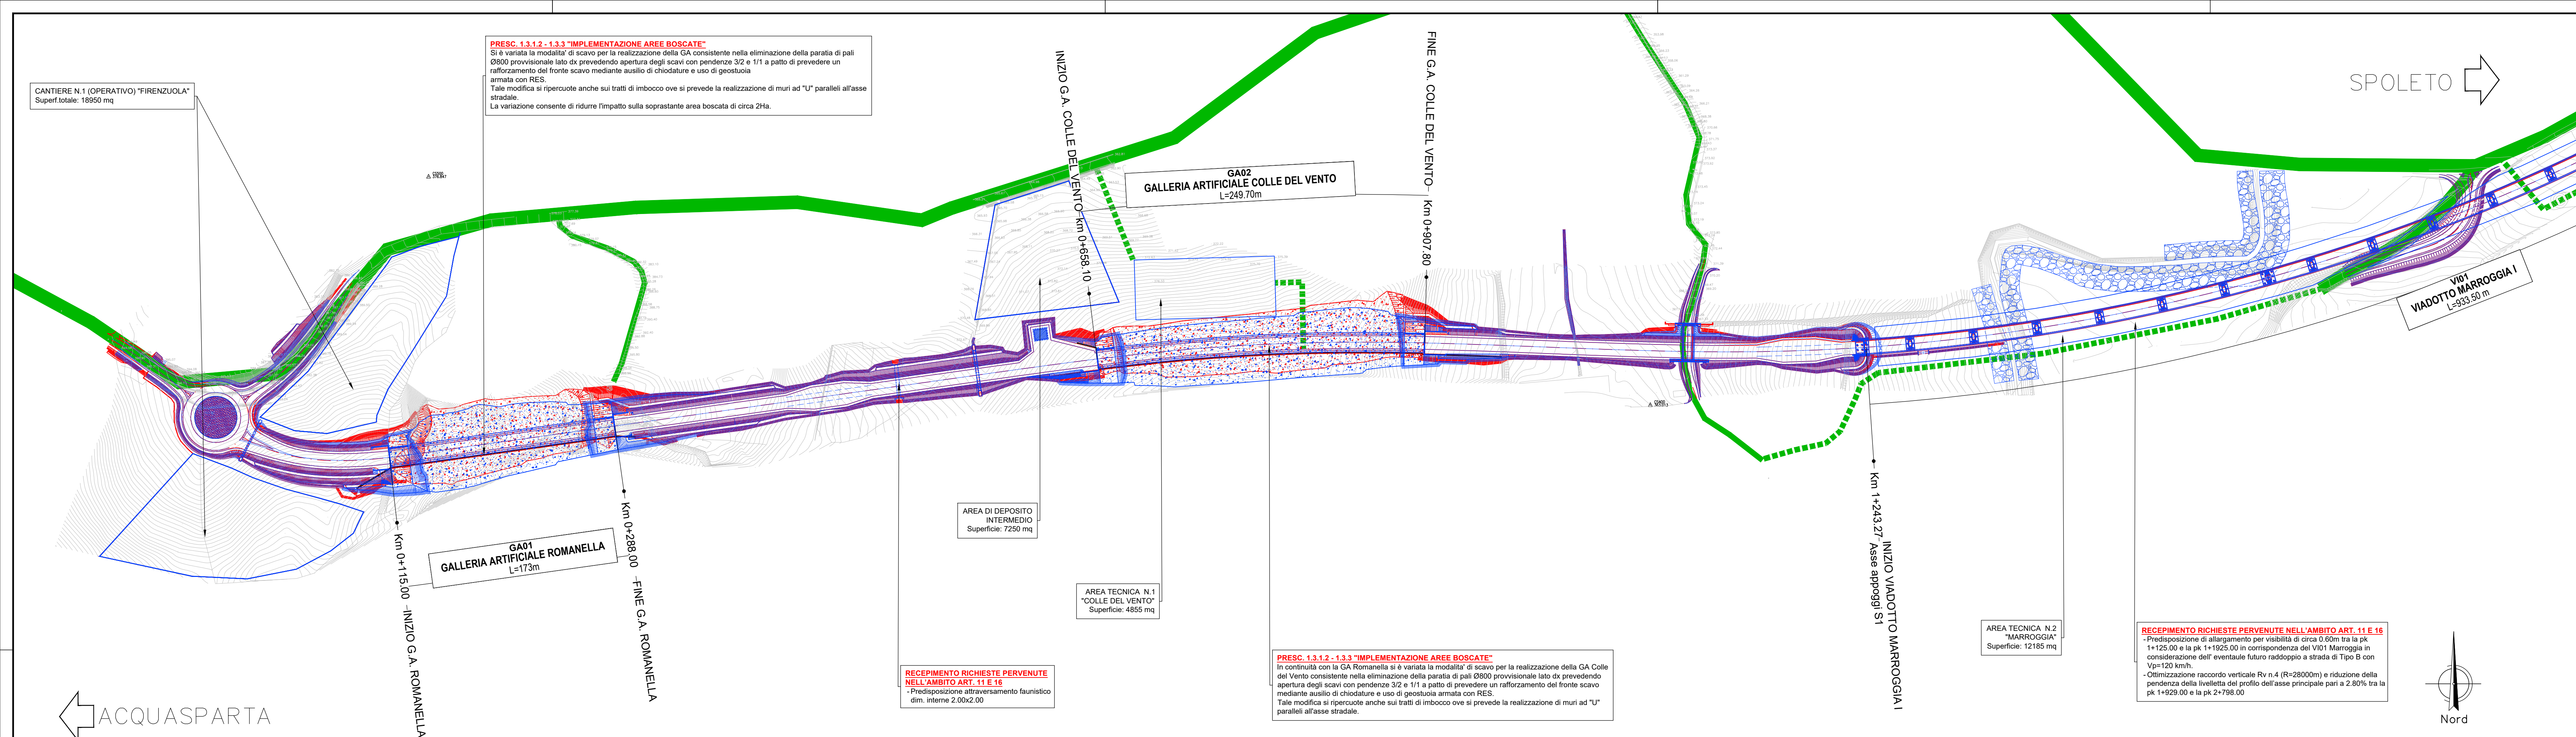 PRESC. 1.3.1.2 - 1.3.3 "IMPLEMENTAZIONE AREE BOSCATE"
Si è variata la modalita' di scavo per la realizzazione della GA consistente nella eliminazione della paratia di pali
Ø800 provvisionale lato dx prevedendo apertura degli scavi con pendenze 3/2 e 1/1 a patto di prevedere un
rafforzamento del fronte scavo mediante ausilio di chiodature e uso di geostuoia
armata con RES.
Tale modifica si ripercuote anche sui tratti di imbocco ove si prevede la realizzazione di muri ad "U" paralleli all'asse
stradale.
La variazione consente di ridurre l'impatto sulla soprastante area boscata di circa 2Ha.
CANTIERE N.1 (OPERATIVO) "FIRENZUOLA"
Superf.totale: 18950 mq
INIZIO G.A. COLLE DEL VENTO km 0+658.10
FINE G.A. COLLE DEL VENTO Km 0+907.80
SPOLETO
GA02
GALLERIA ARTIFICIALE COLLE DEL VENTO
L=249.70m
VI01
VIADOTTO MARROGGIA I
L=933.50 m
AREA DI DEPOSITO
INTERMEDIO
Superficie: 7250 mq
GA01
GALLERIA ARTIFICIALE ROMANELLA
L=173m
Km 0+115.00 -INIZIO G.A. ROMANELLA
Km 0+288.00 -FINE G.A. ROMANELLA
AREA TECNICA N.1
"COLLE DEL VENTO"
Superficie: 4855 mq
INIZIO VIADOTTO MARROGGIA I
Km 1+243.27- Asse appoggi S1
AREA TECNICA N.2
"MARROGGIA"
Superficie: 12185 mq
RECEPIMENTO RICHIESTE PERVENUTE
NELL'AMBITO ART. 11 E 16
- Predisposizione attraversamento faunistico
dim. interne 2.00x2.00
PRESC. 1.3.1.2 - 1.3.3 "IMPLEMENTAZIONE AREE BOSCATE"
In continuità con la GA Romanella si è variata la modalita' di scavo per la realizzazione della GA Colle
del Vento consistente nella eliminazione della paratia di pali Ø800 provvisionale lato dx prevedendo
apertura degli scavi con pendenze 3/2 e 1/1 a patto di prevedere un rafforzamento del fronte scavo
mediante ausilio di chiodature e uso di geostuoia armata con RES.
Tale modifica si ripercuote anche sui tratti di imbocco ove si prevede la realizzazione di muri ad "U"
paralleli all'asse stradale.
RECEPIMENTO RICHIESTE PERVENUTE NELL'AMBITO ART. 11 E 16
- Predisposizione di allargamento per visibilità di circa 0.60m tra la pk
1+125.00 e la pk 1+1925.00 in corrispondenza del VI01 Marroggia in
considerazione dell' eventaule futuro raddoppio a strada di Tipo B con
Vp=120 km/h.
- Ottimizzazione raccordo verticale Rv n.4 (R=28000m) e riduzione della
pendenza della livelletta del profilo dell'asse principale pari a 2.80% tra la
pk 1+929.00 e la pk 2+798.00
ACQUASPARTA
Nord